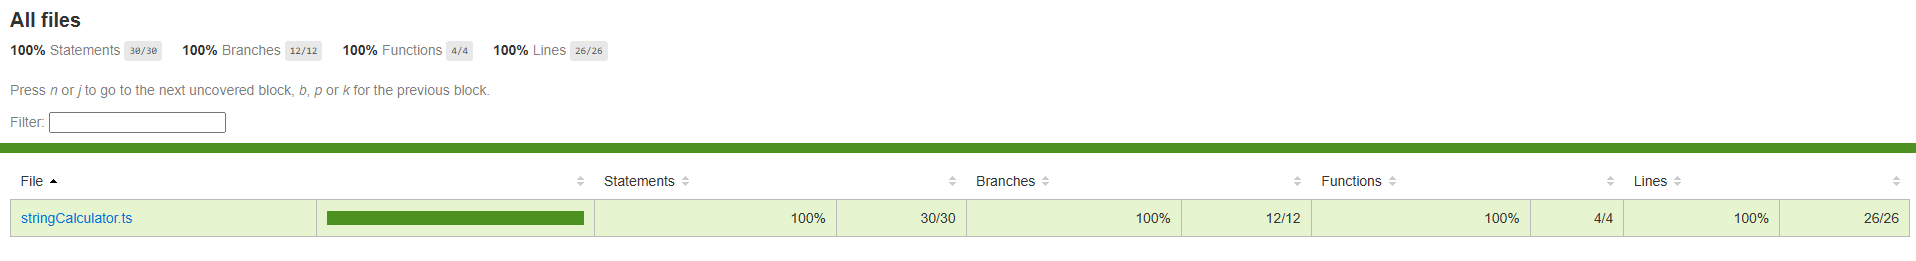 All files
100% Statements 30/30 100% Branches 12/12 100% Functions 4/4 100% Lines 26/26
Press n or j to go to the next uncovered block, b, p or k for the previous block.
Filter:
File Statements Branches Functions Lines
stringCalculator.ts 100% 30/30 100% 12/12 100% 4/4 100% 26/26